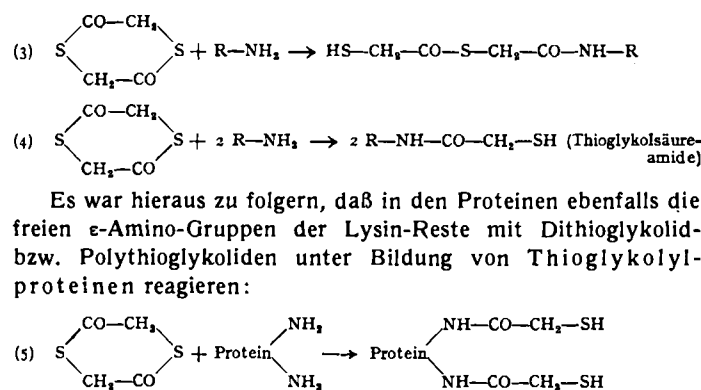 CO—CH₂
(3) S S + R—NH₂ → HS—CH₂—CO—S—CH₂—CO—NH—R
CH₂—CO
CO—CH₂
(4) S S + 2 R—NH₂ → 2 R—NH—CO—CH₂—SH (Thioglykolsäure-
CH₂—CO amide)
Es war hieraus zu folgern, daß in den Proteinen ebenfalls die
freien ε-Amino-Gruppen der Lysin-Reste mit Dithioglykolid-
bzw. Polythioglykoliden unter Bildung von Thioglykolyl-
proteinen reagieren:
CO—CH₂ NH₂ NH—CO—CH₂—SH
(5) S S + Protein → Protein
CH₂—CO NH₂ NH—CO—CH₂—SH